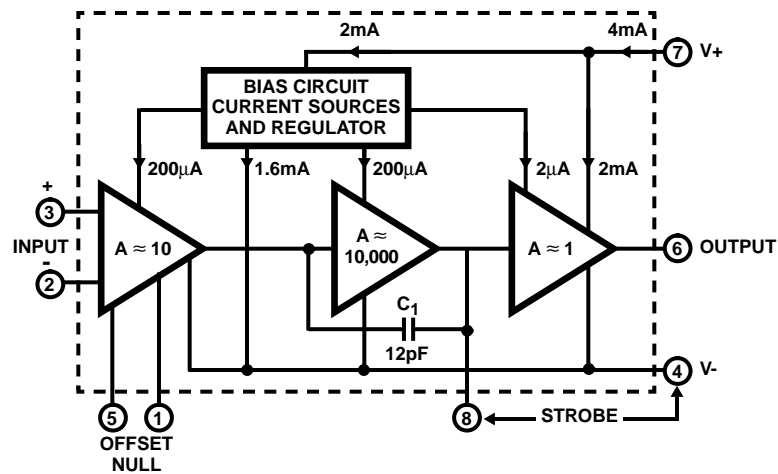 2mA
4mA
7 V+
BIAS CIRCUIT
CURRENT SOURCES
AND REGULATOR
200μA
1.6mA
200μA
2μA
2mA
+
3
INPUT
-
2
A ≈ 10
A ≈
10,000
A ≈ 1
6 OUTPUT
C1
12pF
4 V-
5
1
8
STROBE
OFFSET
NULL